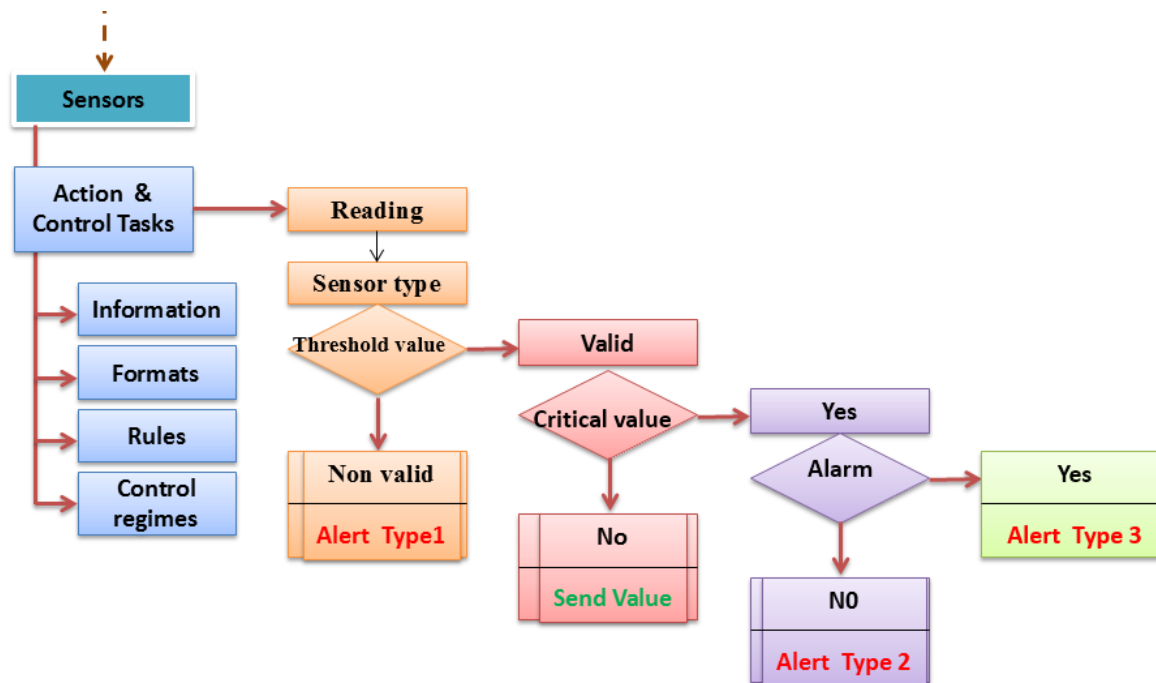 Sensors
Action &
Control Tasks
Information
Formats
Rules
Control
regimes
Reading
Sensor type
Threshold value
Non valid
Alert Type1
Valid
Critical value
No
Send Value
Yes
Alarm
N0
Alert Type 2
Yes
Alert Type 3